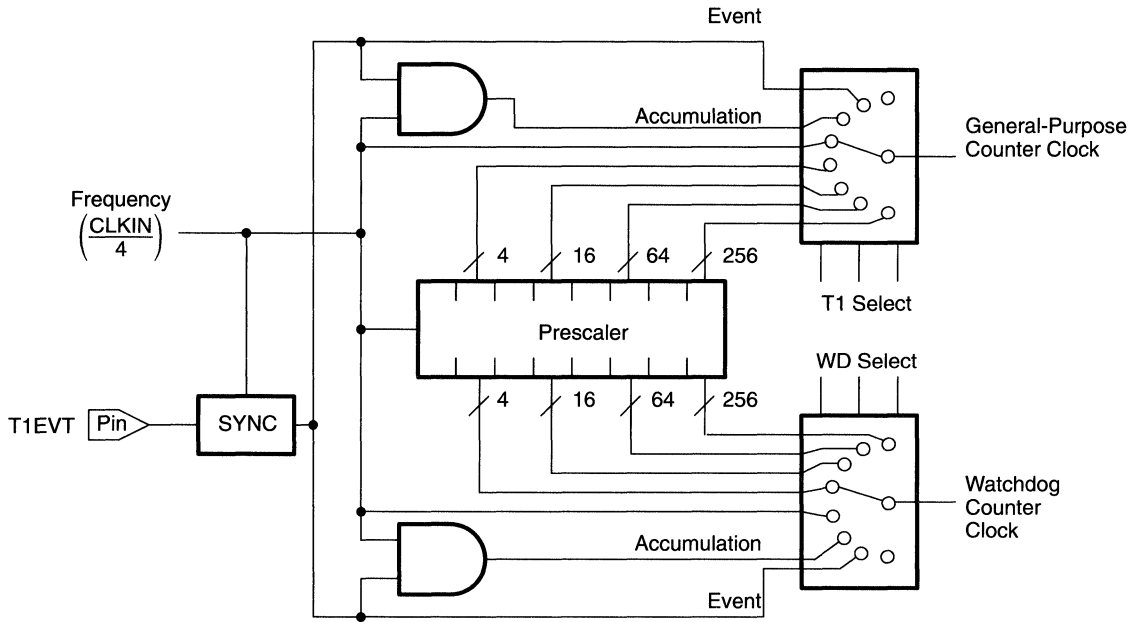 Event
Accumulation
General-Purpose
Counter Clock
Frequency
(CLKIN/4)
/ 4 / 16 / 64 / 256
T1 Select
Prescaler
WD Select
/ 4 / 16 / 64 / 256
T1EVT Pin SYNC
Watchdog
Counter
Clock
Accumulation
Event